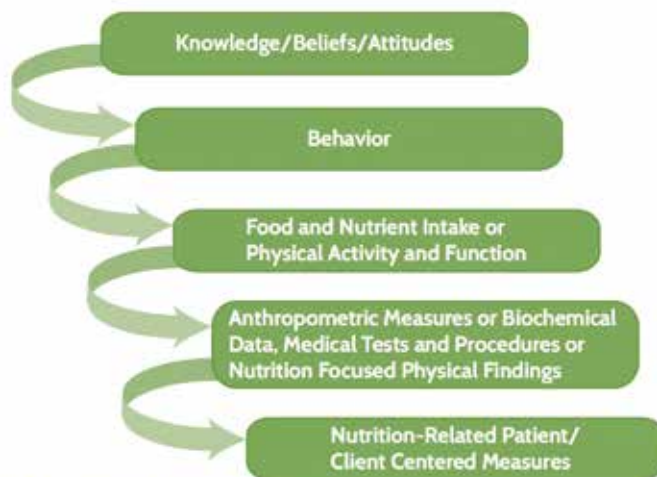 Knowledge/Beliefs/Attitudes
Behavior
Food and Nutrient Intake or
Physical Activity and Function
Anthropometric Measures or Biochemical
Data, Medical Tests and Procedures or
Nutrition Focused Physical Findings
Nutrition-Related Patient/
Client Centered Measures